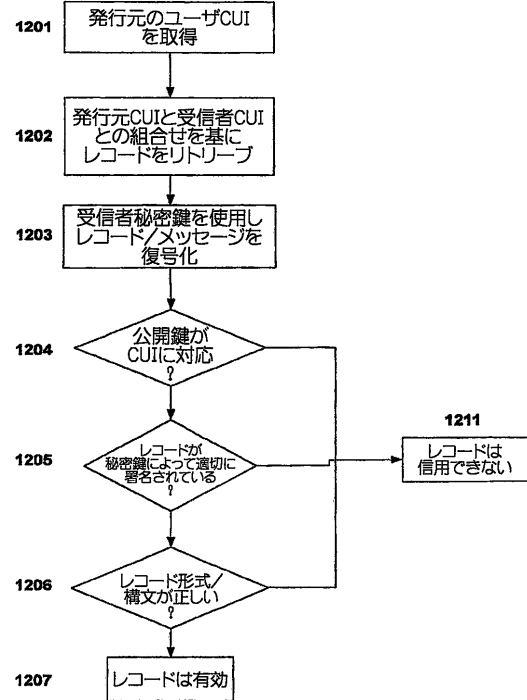 1201
発行元のユーザCUI
を取得
1202
発行元CUIと受信者CUI
との組合せを基に
レコードをリトリーブ
1203
受信者秘密鍵を使用し
レコード/メッセージを
復号化
1204
公開鍵が
CUIに対応
?
1205
レコードが
秘密鍵によって適切に
署名されている
?
1211
レコードは
信用できない
1206
レコード形式/
構文が正しい
?
1207
レコードは有効